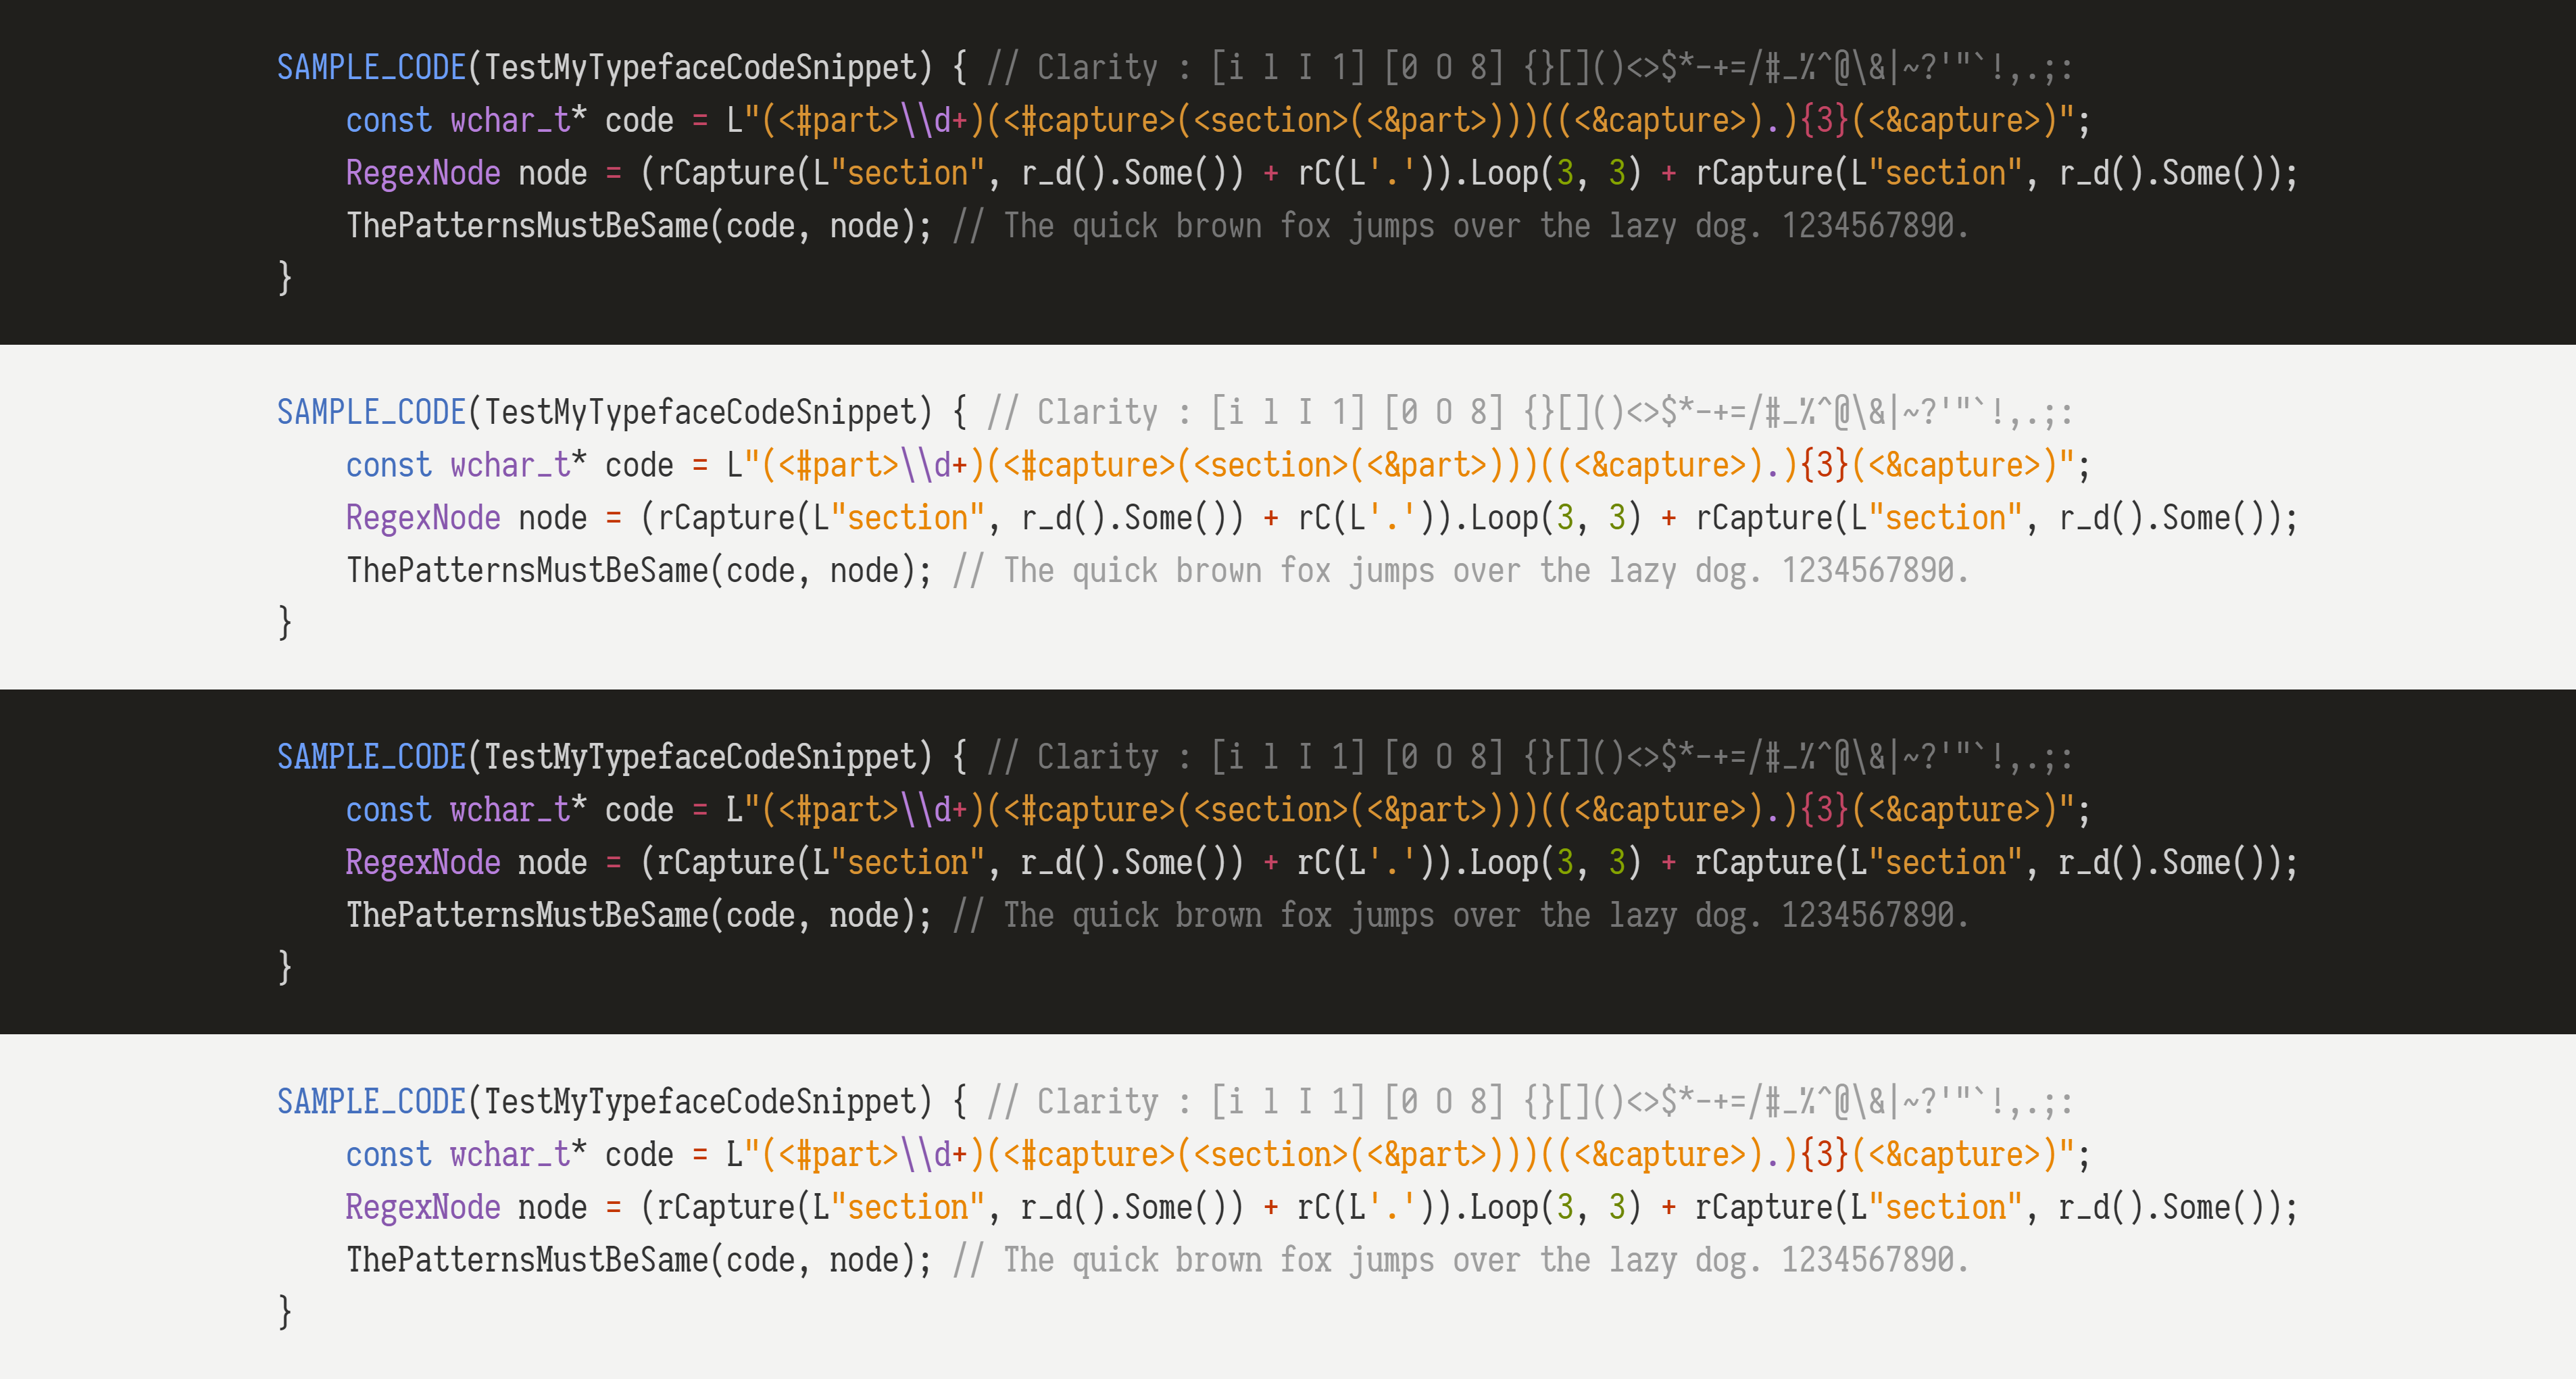 SAMPLE_CODE(TestMyTypefaceCodeSnippet) { // Clarity : [i l I 1] [0 O 8] {}[]()<>$*-+=/#_%^@\&|~?'"`!,.;:
    const wchar_t* code = L"(<#part>\\d+)(<#capture>(<section>(<&part>)))((<&capture>).){3}(<&capture>)";
    RegexNode node = (rCapture(L"section", r_d().Some()) + rC(L'.')).Loop(3, 3) + rCapture(L"section", r_d().Some());
    ThePatternsMustBeSame(code, node); // The quick brown fox jumps over the lazy dog. 1234567890.
}
SAMPLE_CODE(TestMyTypefaceCodeSnippet) { // Clarity : [i l I 1] [0 O 8] {}[]()<>$*-+=/#_%^@\&|~?'"`!,.;:
    const wchar_t* code = L"(<#part>\\d+)(<#capture>(<section>(<&part>)))((<&capture>).){3}(<&capture>)";
    RegexNode node = (rCapture(L"section", r_d().Some()) + rC(L'.')).Loop(3, 3) + rCapture(L"section", r_d().Some());
    ThePatternsMustBeSame(code, node); // The quick brown fox jumps over the lazy dog. 1234567890.
}
SAMPLE_CODE(TestMyTypefaceCodeSnippet) { // Clarity : [i l I 1] [0 O 8] {}[]()<>$*-+=/#_%^@\&|~?'"`!,.;:
    const wchar_t* code = L"(<#part>\\d+)(<#capture>(<section>(<&part>)))((<&capture>).){3}(<&capture>)";
    RegexNode node = (rCapture(L"section", r_d().Some()) + rC(L'.')).Loop(3, 3) + rCapture(L"section", r_d().Some());
    ThePatternsMustBeSame(code, node); // The quick brown fox jumps over the lazy dog. 1234567890.
}
SAMPLE_CODE(TestMyTypefaceCodeSnippet) { // Clarity : [i l I 1] [0 O 8] {}[]()<>$*-+=/#_%^@\&|~?'"`!,.;:
    const wchar_t* code = L"(<#part>\\d+)(<#capture>(<section>(<&part>)))((<&capture>).){3}(<&capture>)";
    RegexNode node = (rCapture(L"section", r_d().Some()) + rC(L'.')).Loop(3, 3) + rCapture(L"section", r_d().Some());
    ThePatternsMustBeSame(code, node); // The quick brown fox jumps over the lazy dog. 1234567890.
}